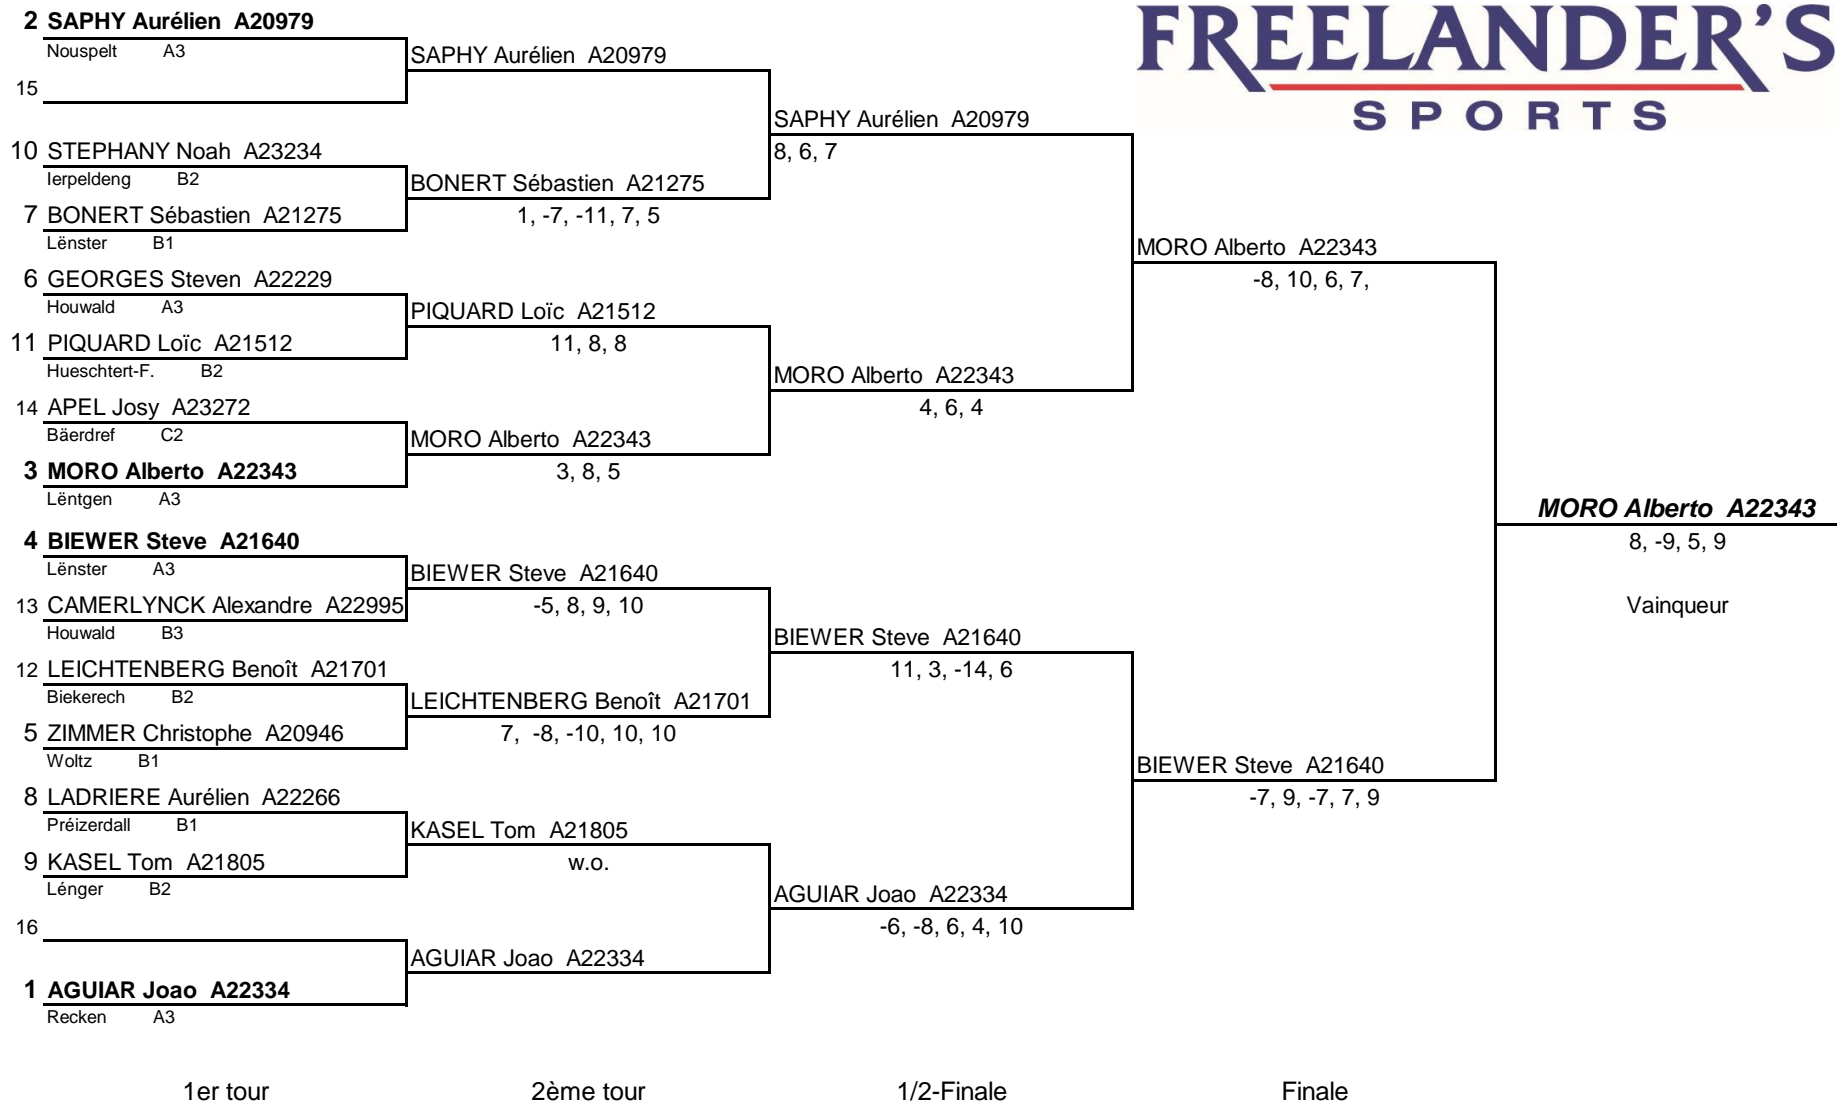 FREELANDER'S
SPORTS
2 SAPHY Aurélien A20979
Nouspelt A3
15
10 STEPHANY Noah A23234
Ierpeldeng B2
7 BONERT Sébastien A21275
Lënster B1
6 GEORGES Steven A22229
Houwald A3
11 PIQUARD Loïc A21512
Hueschtert-F. B2
14 APEL Josy A23272
Bäerdref C2
3 MORO Alberto A22343
Lëntgen A3
4 BIEWER Steve A21640
Lënster A3
13 CAMERLYNCK Alexandre A22995
Houwald B3
12 LEICHTENBERG Benoît A21701
Biekerech B2
5 ZIMMER Christophe A20946
Woltz B1
8 LADRIERE Aurélien A22266
Préizerdall B1
9 KASEL Tom A21805
Lénger B2
16
1 AGUIAR Joao A22334
Recken A3
1er tour
SAPHY Aurélien A20979
BONERT Sébastien A21275
1, -7, -11, 7, 5
PIQUARD Loïc A21512
11, 8, 8
MORO Alberto A22343
3, 8, 5
BIEWER Steve A21640
-5, 8, 9, 10
LEICHTENBERG Benoît A21701
7, -8, -10, 10, 10
KASEL Tom A21805
w.o.
AGUIAR Joao A22334
2ème tour
SAPHY Aurélien A20979
8, 6, 7
MORO Alberto A22343
4, 6, 4
BIEWER Steve A21640
11, 3, -14, 6
AGUIAR Joao A22334
-6, -8, 6, 4, 10
1/2-Finale
MORO Alberto A22343
-8, 10, 6, 7,
BIEWER Steve A21640
-7, 9, -7, 7, 9
Finale
MORO Alberto A22343
8, -9, 5, 9
Vainqueur